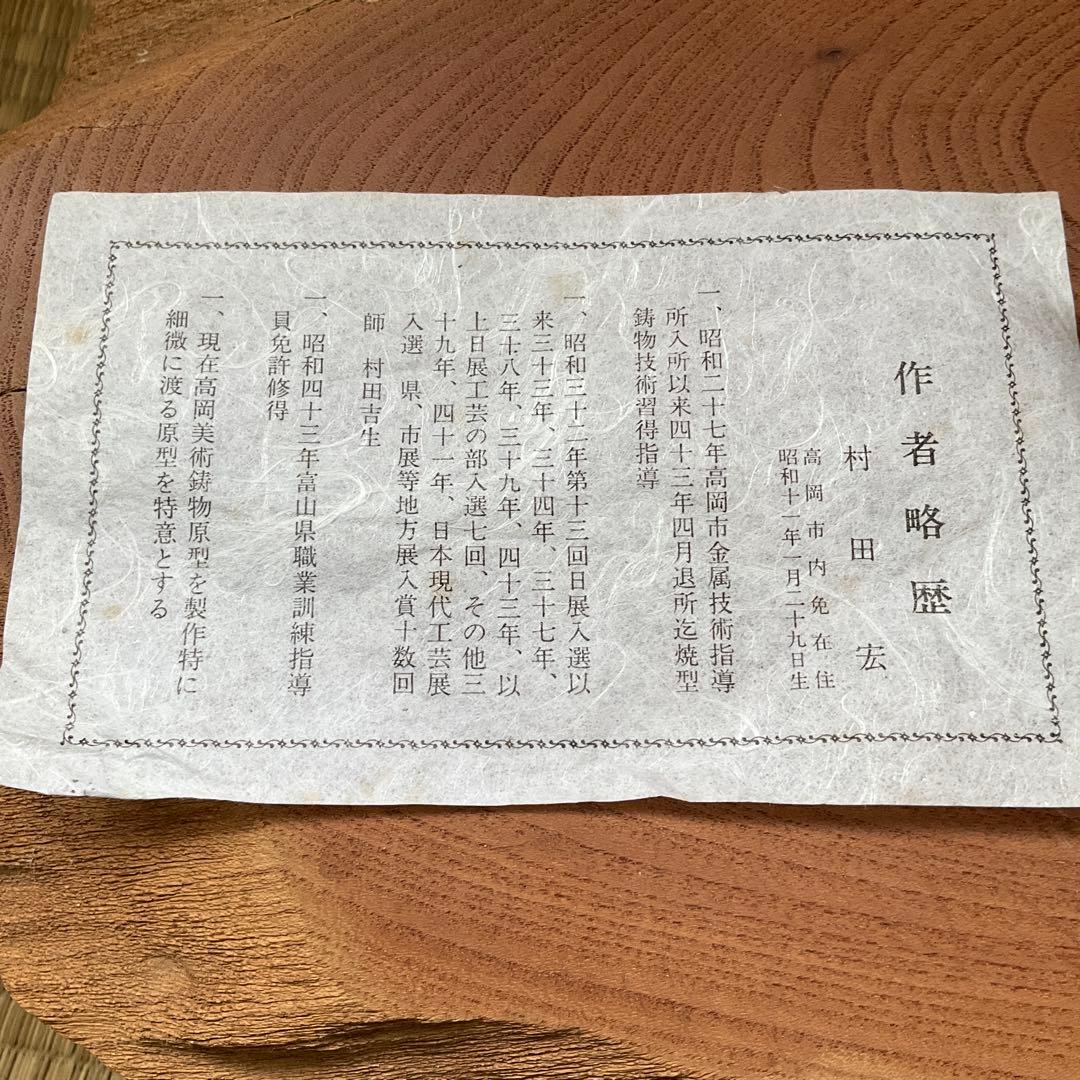 作者略歴
村田宏
高岡市内免在住
昭和十一年一月二十九日生
一、昭和二十七年高岡市金属技術指導
所入所以来四十三年四月退所迄焼型
鋳物技術習得指導
一、昭和三十二年第十三回日展入選以
来三十三年、三十四年、三十七年、
三十八年、三十九年、四十三年、以
上日展工芸の部入選七回、その他三
十九年、四十一年、日本現代工芸展
入選 県、市展等地方展入賞十数回
師 村田吉生
一、昭和四十三年富山県職業訓練指導
員免許修得
一、現在高岡美術鋳物原型を製作特に
細微に渡る原型を特意とする